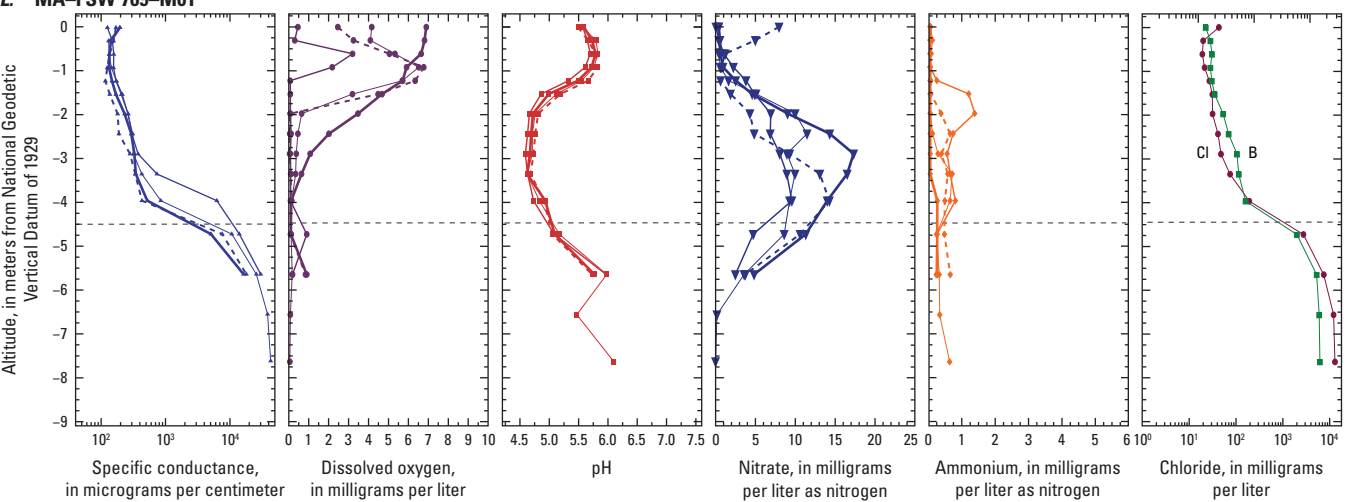 MA–FSW 765–M01
Altitude, in meters from National Geodetic
Vertical Datum of 1929
0
–1
–2
–3
–4
–5
–6
–7
–8
–9
10² 10³ 10⁴
Specific conductance,
in micrograms per centimeter
0 1 2 3 4 5 6 7 8 9 10
Dissolved oxygen,
in milligrams per liter
4.5 5.0 5.5 6.0 6.5 7.0 7.5
pH
0 5 10 15 20 25
Nitrate, in milligrams
per liter as nitrogen
0 1 2 3 4 5 6
Ammonium, in milligrams
per liter as nitrogen
Cl B
10⁰ 10¹ 10² 10³ 10⁴
Chloride, in milligrams
per liter